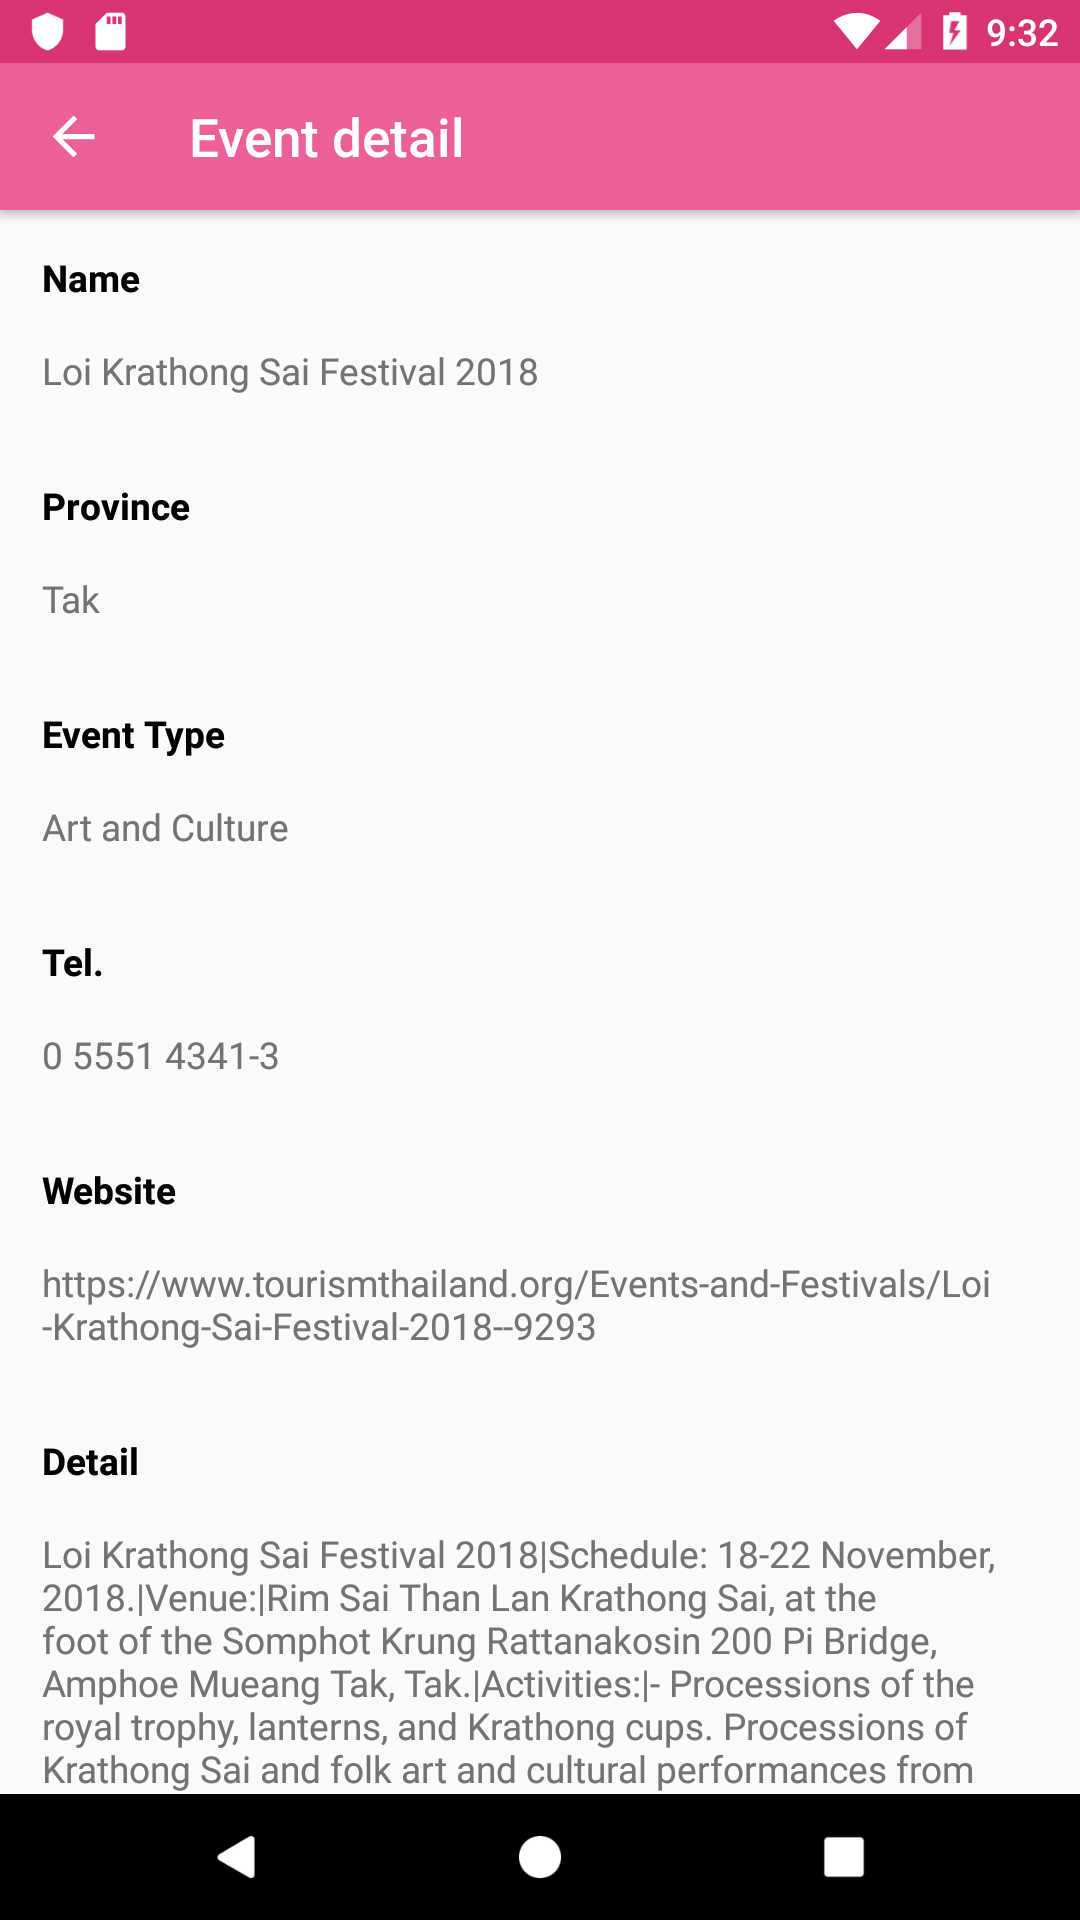 9:32
Event detail
Name
Loi Krathong Sai Festival 2018
Province
Tak
Event Type
Art and Culture
Tel.
0 5551 4341-3
Website
https://www.tourismthailand.org/Events-and-Festivals/Loi
-Krathong-Sai-Festival-2018--9293
Detail
Loi Krathong Sai Festival 2018|Schedule: 18-22 November,
2018.|Venue:|Rim Sai Than Lan Krathong Sai, at the
foot of the Somphot Krung Rattanakosin 200 Pi Bridge,
Amphoe Mueang Tak, Tak.|Activities:|- Processions of the
royal trophy, lanterns, and Krathong cups. Processions of
Krathong Sai and folk art and cultural performances from